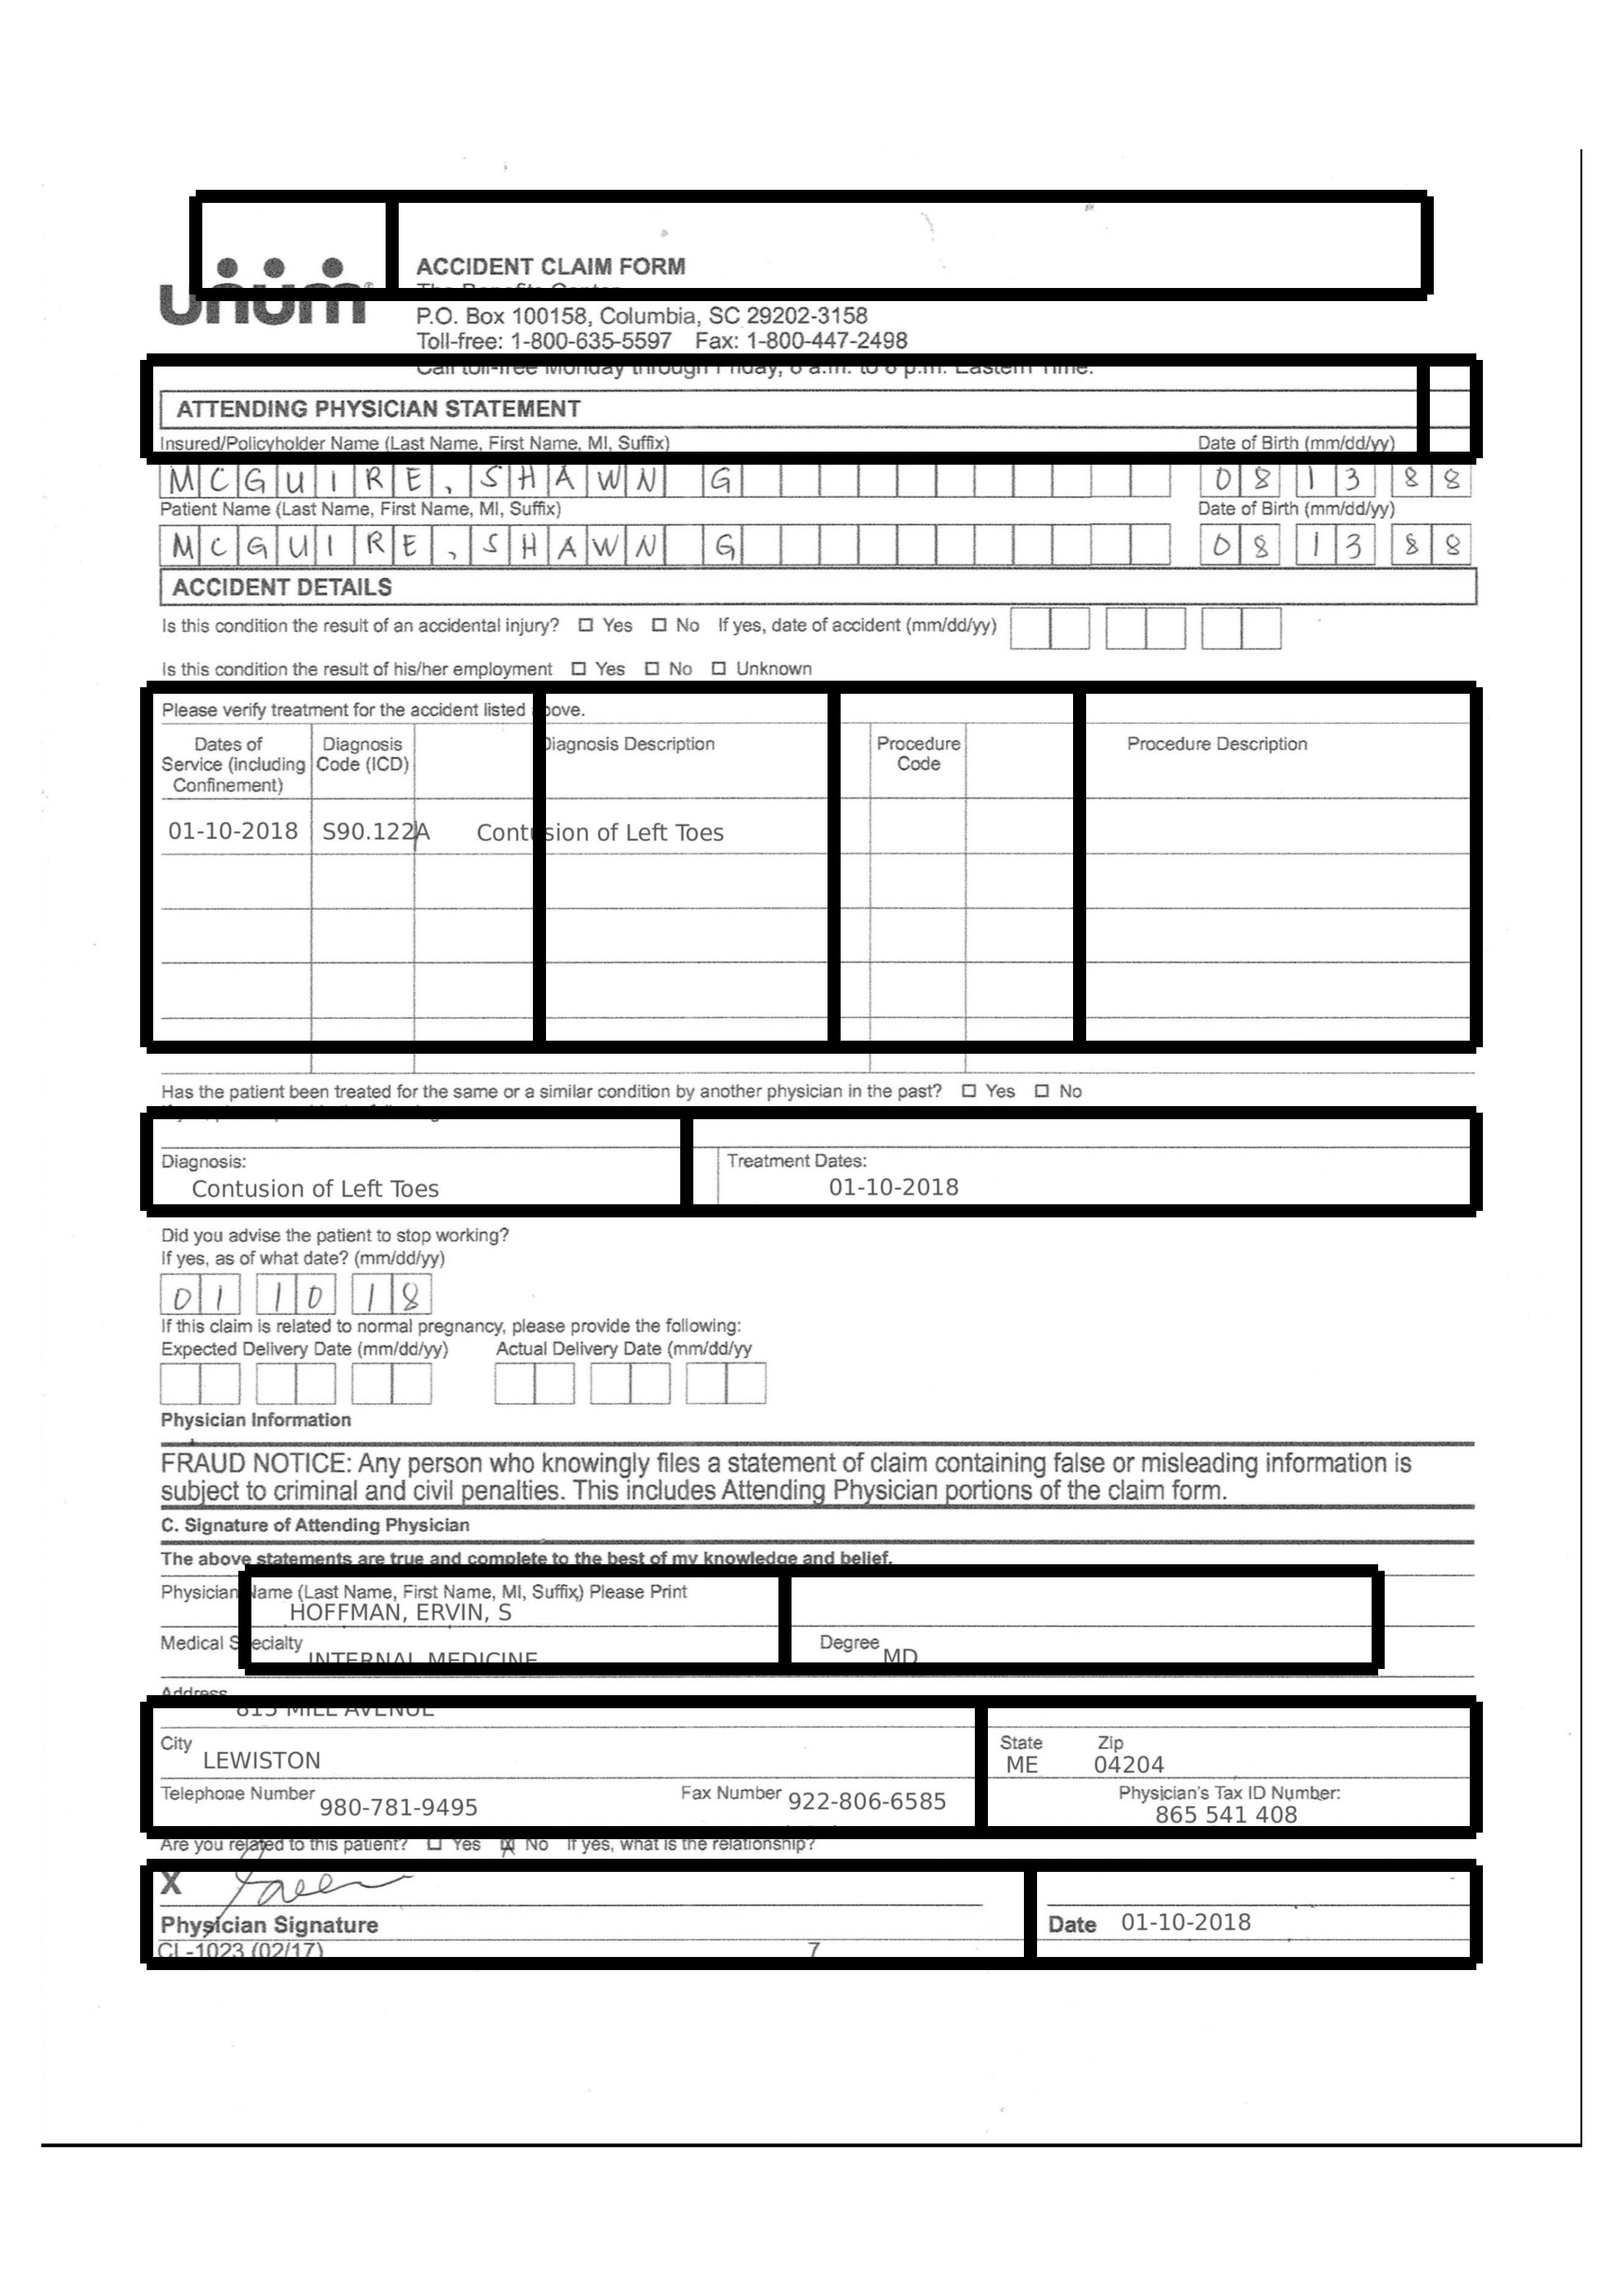 unum
ACCIDENT CLAIM FORM
The Benefits Center
P.O. Box 100158, Columbia, SC 29202-3158
Toll-free: 1-800-635-5597 Fax: 1-800-447-2498
Call toll-free Monday through Friday, 8 a.m. to 8 p.m. Eastern Time.
ATTENDING PHYSICIAN STATEMENT
Insured/Policyholder Name (Last Name, First Name, MI, Suffix) Date of Birth (mm/dd/yy)
MCGUIRE, SHAWN G 08 13 88
Patient Name (Last Name, First Name, MI, Suffix) Date of Birth (mm/dd/yy)
MCGUIRE, SHAWN G 08 13 88
ACCIDENT DETAILS
Is this condition the result of an accidental injury? ☐ Yes ☐ No If yes, date of accident (mm/dd/yy)
Is this condition the result of his/her employment ☐ Yes ☐ No ☐ Unknown
Please verify treatment for the accident listed above.
Dates of Service (including Confinement) Diagnosis Code (ICD) Diagnosis Description Procedure Code Procedure Description
01-10-2018 S90.122A Contusion of Left Toes
Has the patient been treated for the same or a similar condition by another physician in the past? ☐ Yes ☐ No
Diagnosis: Treatment Dates:
Contusion of Left Toes 01-10-2018
Did you advise the patient to stop working?
If yes, as of what date? (mm/dd/yy)
01 10 18
If this claim is related to normal pregnancy, please provide the following:
Expected Delivery Date (mm/dd/yy) Actual Delivery Date (mm/dd/yy
Physician Information
FRAUD NOTICE: Any person who knowingly files a statement of claim containing false or misleading information is
subject to criminal and civil penalties. This includes Attending Physician portions of the claim form.
C. Signature of Attending Physician
The above statements are true and complete to the best of my knowledge and belief.
Physician Name (Last Name, First Name, MI, Suffix) Please Print
HOFFMAN, ERVIN, S
Medical Specialty INTERNAL MEDICINE Degree MD
Address
815 MILL AVENUE
City State Zip
LEWISTON ME 04204
Telephone Number 980-781-9495 Fax Number 922-806-6585 Physician's Tax ID Number:
865 541 408
Are you related to this patient? ☐ Yes ☒ No If yes, what is the relationship?
X
Physician Signature Date 01-10-2018
CL-1023 (02/17) 7